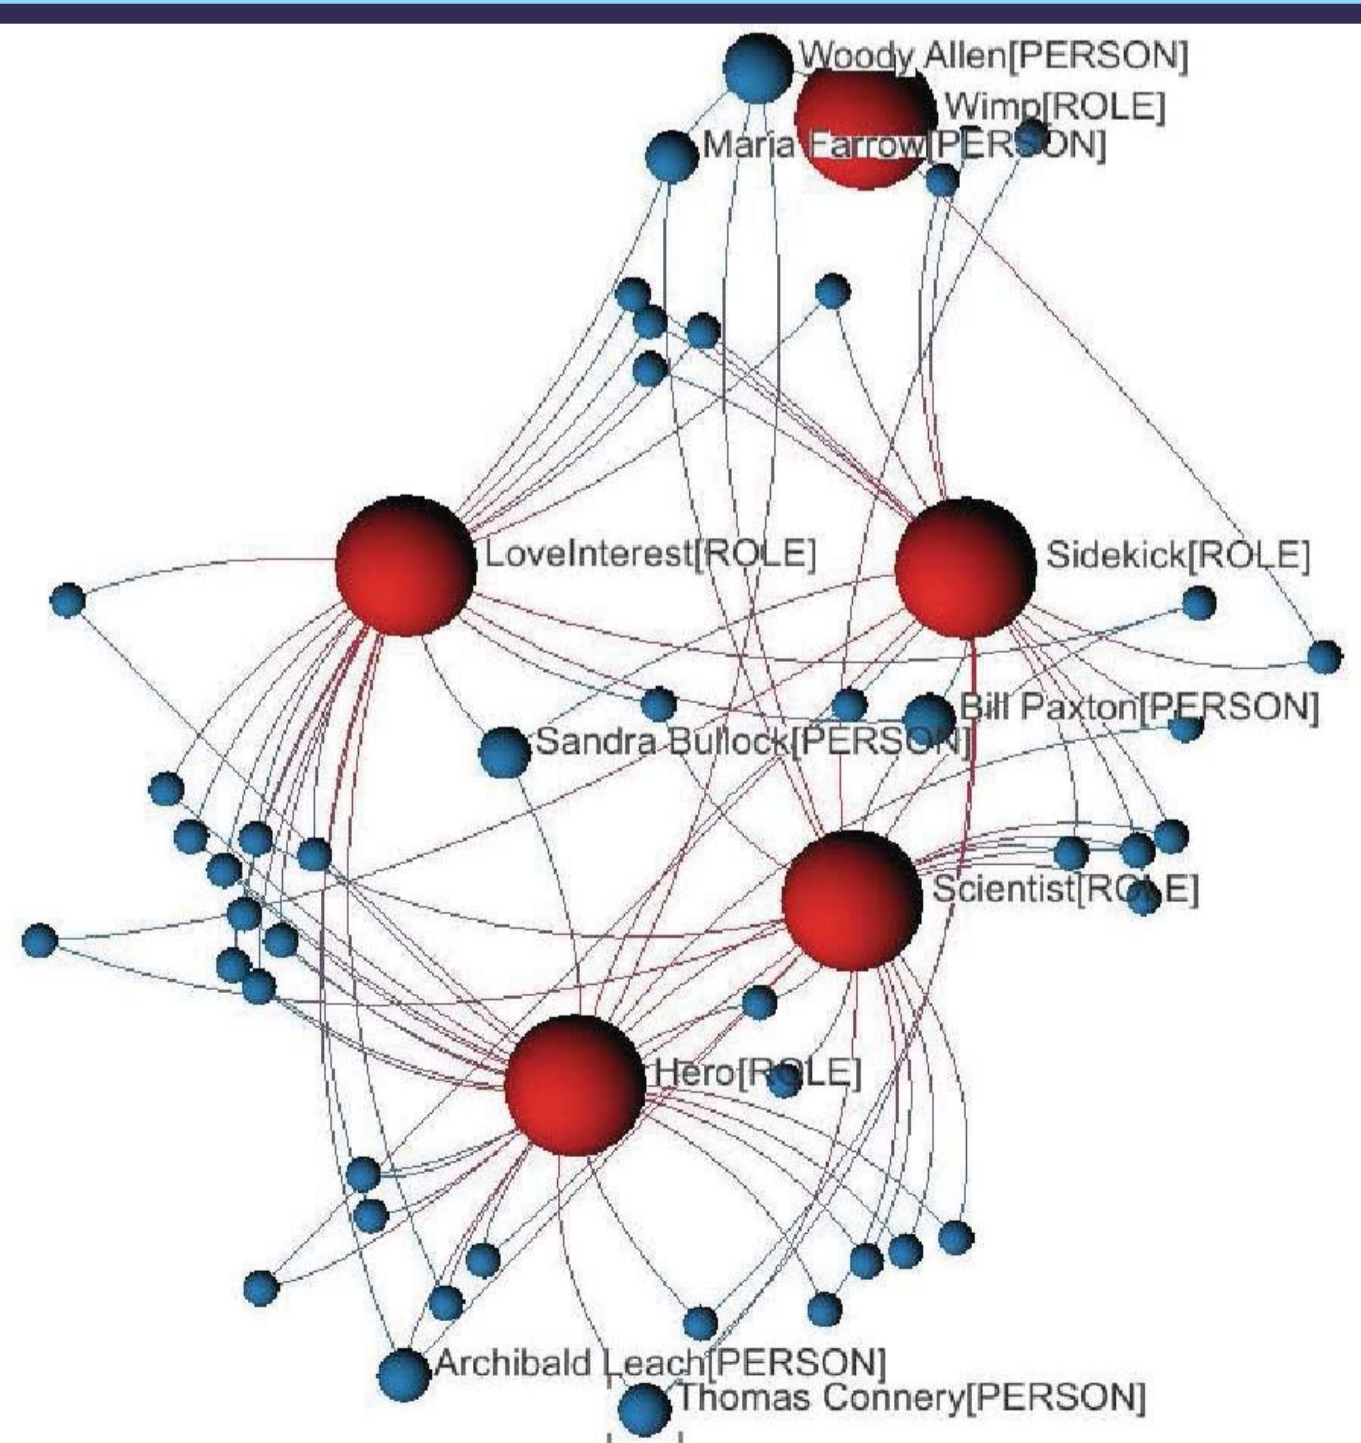 Woody Allen[PERSON]
Wimp[ROLE]
Maria Farrow[PERSON]
LoveInterest[ROLE]
Sidekick[ROLE]
Bill Paxton[PERSON]
Sandra Bullock[PERSON]
Scientist[ROLE]
Hero[ROLE]
Archibald Leach[PERSON]
Thomas Connery[PERSON]